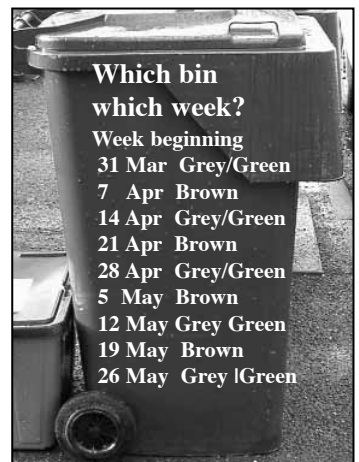 Which bin
which week?
Week beginning
31 Mar Grey/Green
7 Apr Brown
14 Apr Grey/Green
21 Apr Brown
28 Apr Grey/Green
5 May Brown
12 May Grey Green
19 May Brown
26 May Grey |Green